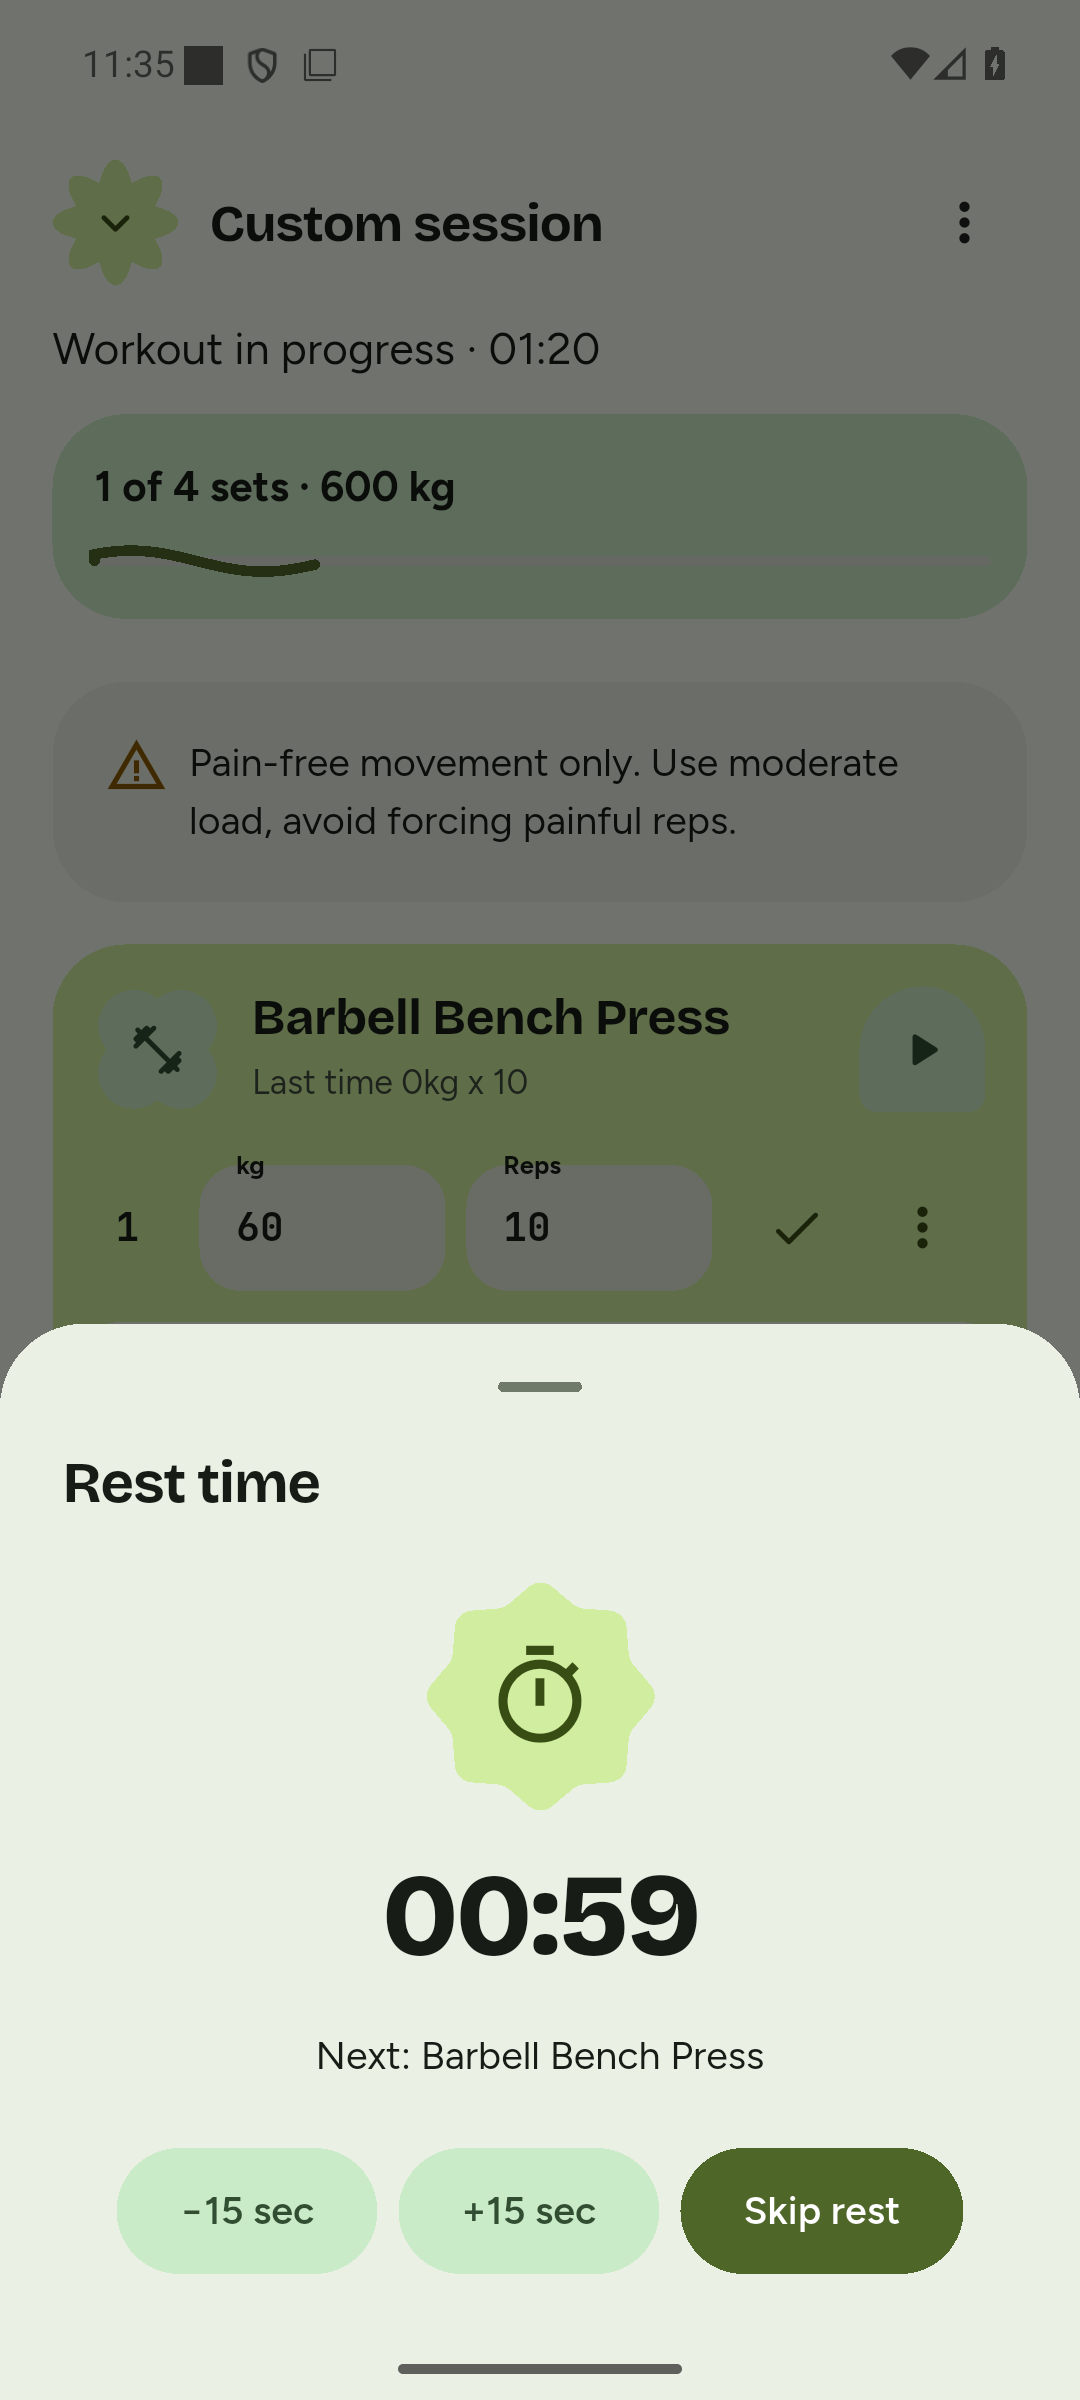 11:35
Custom session
Workout in progress · 01:20
1 of 4 sets · 600 kg
Pain-free movement only. Use moderate
load, avoid forcing painful reps.
Barbell Bench Press
Last time 0kg x 10
kg
Reps
1
60
10
Rest time
00:59
Next: Barbell Bench Press
−15 sec
+15 sec
Skip rest